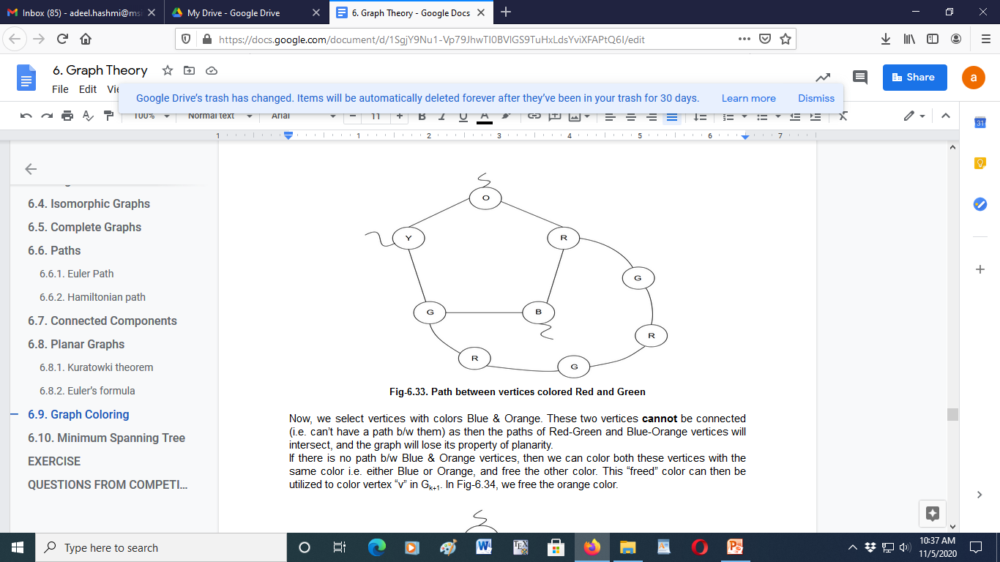 Inbox (85) - adeel.hashmi@ms
My Drive - Google Drive
6. Graph Theory - Google Docs
https://docs.google.com/document/d/1SgjY9Nu1-Vp79JhwTI0BVlGS9TuHxLdsYviXFAPtQ6I/edit
6. Graph Theory
File Edit Vie
Share
a
Google Drive's trash has changed. Items will be automatically deleted forever after they've been in your trash for 30 days. Learn more Dismiss
100% Normal text Arial 11 B I U A
1 1 2 3 4 5 6 7
31
6.4. Isomorphic Graphs
6.5. Complete Graphs
6.6. Paths
6.6.1. Euler Path
6.6.2. Hamiltonian path
6.7. Connected Components
6.8. Planar Graphs
6.8.1. Kuratowki theorem
6.8.2. Euler's formula
6.9. Graph Coloring
6.10. Minimum Spanning Tree
EXERCISE
QUESTIONS FROM COMPETI...
O
Y R
G
G B
R
R G
Fig-6.33. Path between vertices colored Red and Green
Now, we select vertices with colors Blue & Orange. These two vertices cannot be connected
(i.e. can't have a path b/w them) as then the paths of Red-Green and Blue-Orange vertices will
intersect, and the graph will lose its property of planarity.
If there is no path b/w Blue & Orange vertices, then we can color both these vertices with the
same color i.e. either Blue or Orange, and free the other color. This “freed” color can then be
utilized to color vertex “v” in Gk+1. In Fig-6.34, we free the orange color.
Type here to search
10:37 AM
11/5/2020